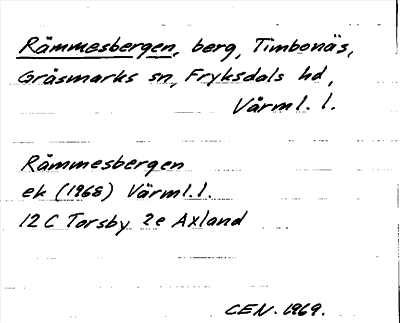 Rämmesbergen, berg, Timbonäs,
Gräsmarks sn, Fryksdals hd,
Värml. l.
Rämmesbergen
ek (1968) Värml. l.
12 C Torsby 2e Axland
CEN. 1969.